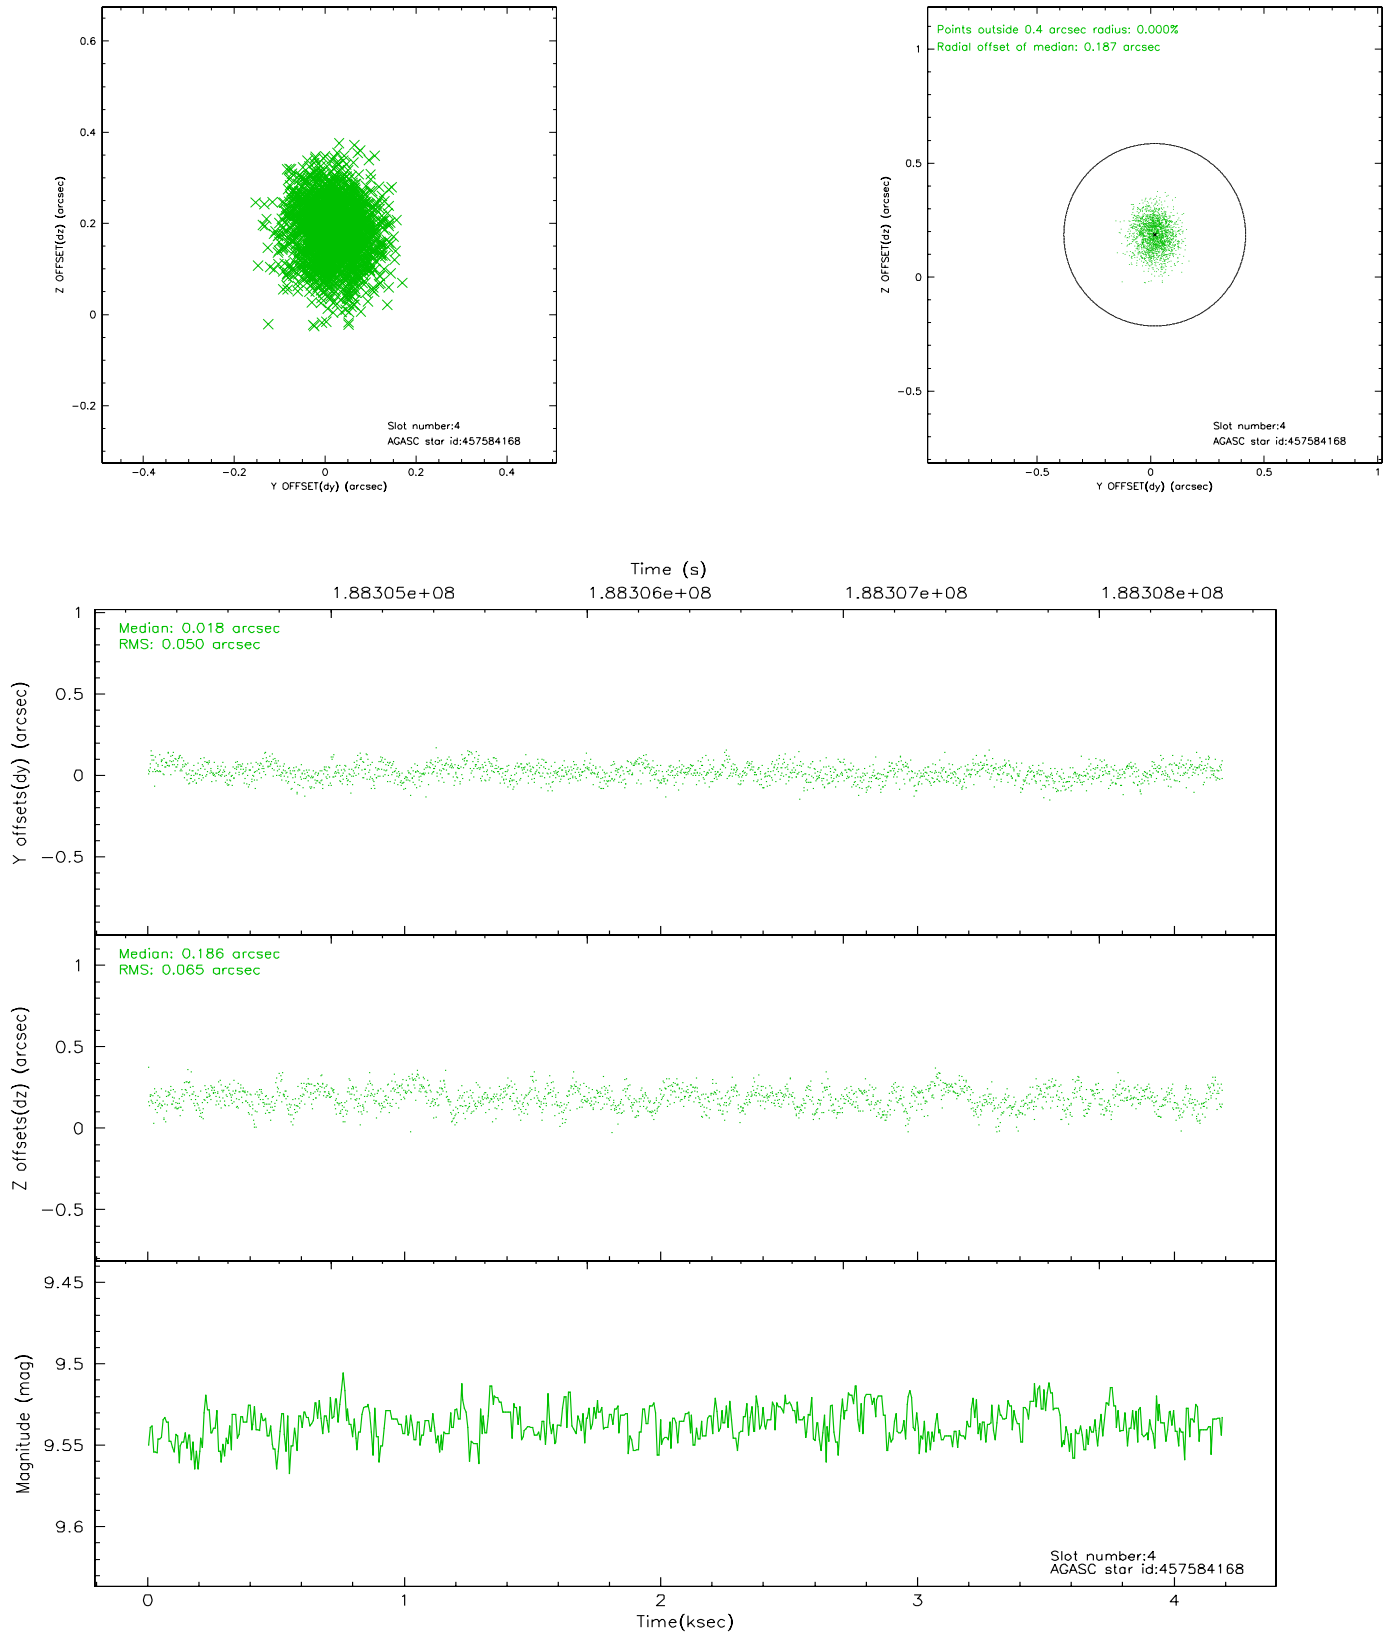 0.6
0.4
0.2
0
−0.2
Z OFFSET(dz) (arcsec)
Slot number:4
AGASC star id:457584168
−0.4
−0.2
0
0.2
0.4
Y OFFSET(dy) (arcsec)
Points outside 0.4 arcsec radius: 0.000%
Radial offset of median: 0.187 arcsec
1
0.5
0
−0.5
Z OFFSET(dz) (arcsec)
Slot number:4
AGASC star id:457584168
−0.5
0
0.5
1
Y OFFSET(dy) (arcsec)
Time (s)
1.88305e+08
1.88306e+08
1.88307e+08
1.88308e+08
Median: 0.018 arcsec
RMS: 0.050 arcsec
1
0.5
0
−0.5
Y offsets(dy) (arcsec)
Median: 0.186 arcsec
RMS: 0.065 arcsec
1
0.5
0
−0.5
Z offsets(dz) (arcsec)
9.45
9.5
9.55
9.6
Magnitude (mag)
Slot number:4
AGASC star id:457584168
0
1
2
3
4
Time(ksec)